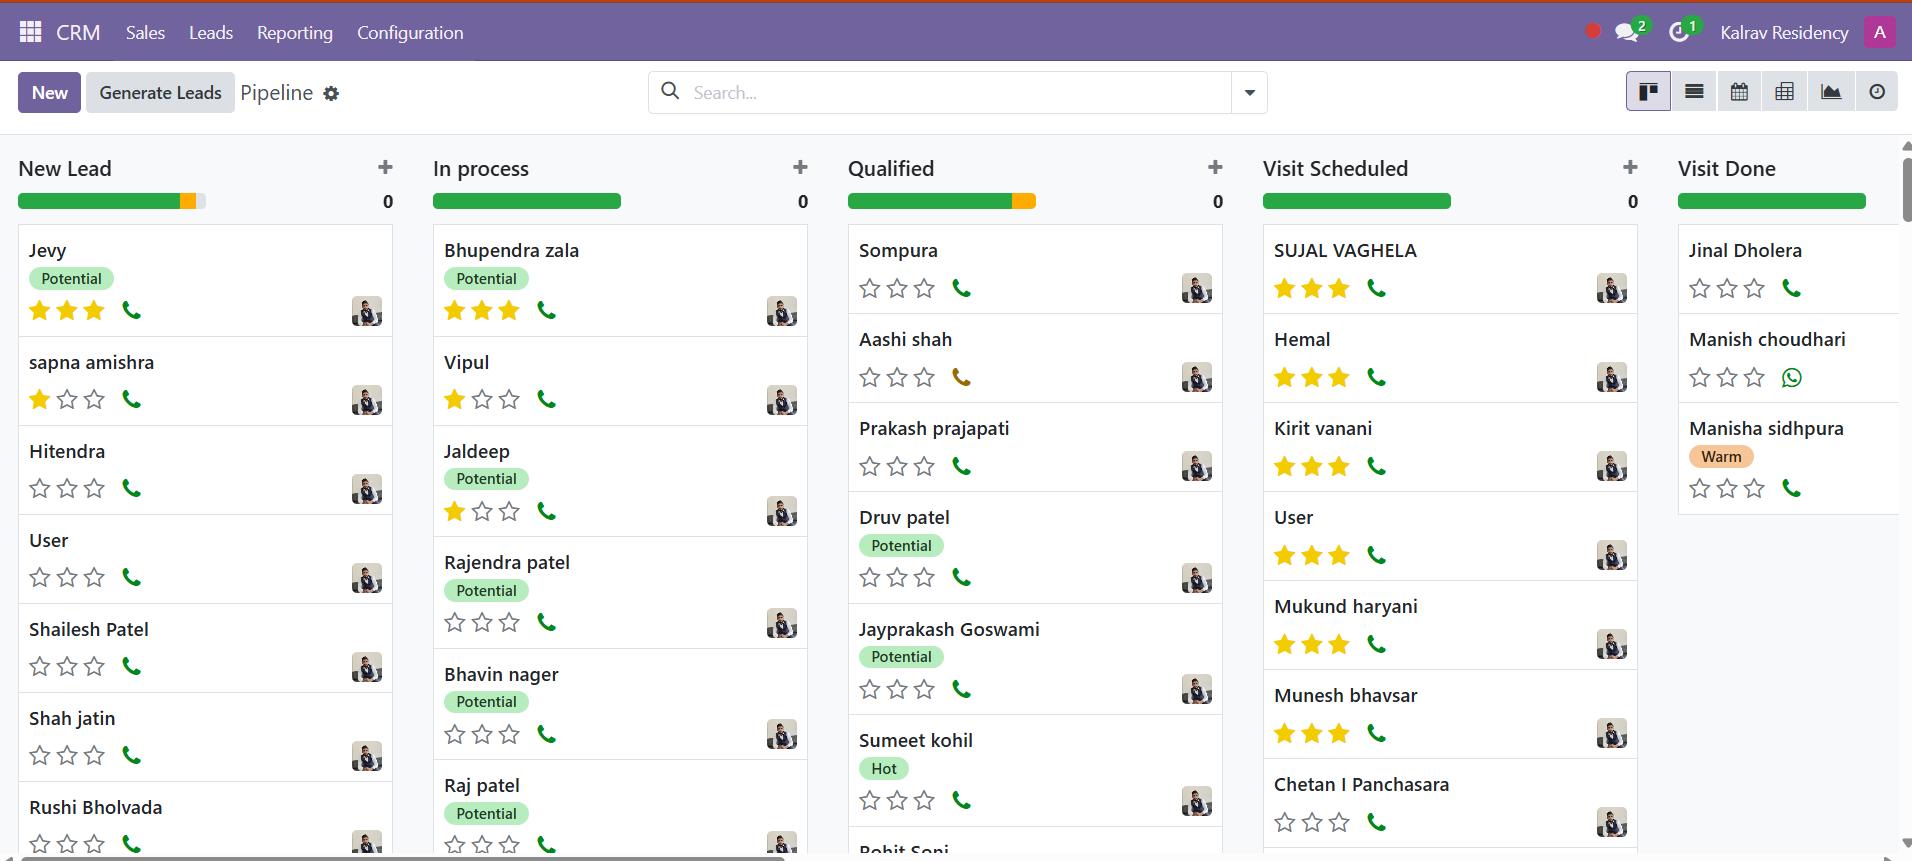 CRM Sales Leads Reporting Configuration 2 1 Kalrav Residency A
New Generate Leads Pipeline Search...
New Lead
0
Jevy
Potential
sapna amishra
Hitendra
User
Shailesh Patel
Shah jatin
Rushi Bholvada
In process
0
Bhupendra zala
Potential
Vipul
Jaldeep
Potential
Rajendra patel
Potential
Bhavin nager
Potential
Raj patel
Potential
Qualified
0
Sompura
Aashi shah
Prakash prajapati
Druv patel
Potential
Jayprakash Goswami
Potential
Sumeet kohil
Hot
Rohit Soni
Visit Scheduled
0
SUJAL VAGHELA
Hemal
Kirit vanani
User
Mukund haryani
Munesh bhavsar
Chetan I Panchasara
Visit Done
Jinal Dholera
Manish choudhari
Manisha sidhpura
Warm